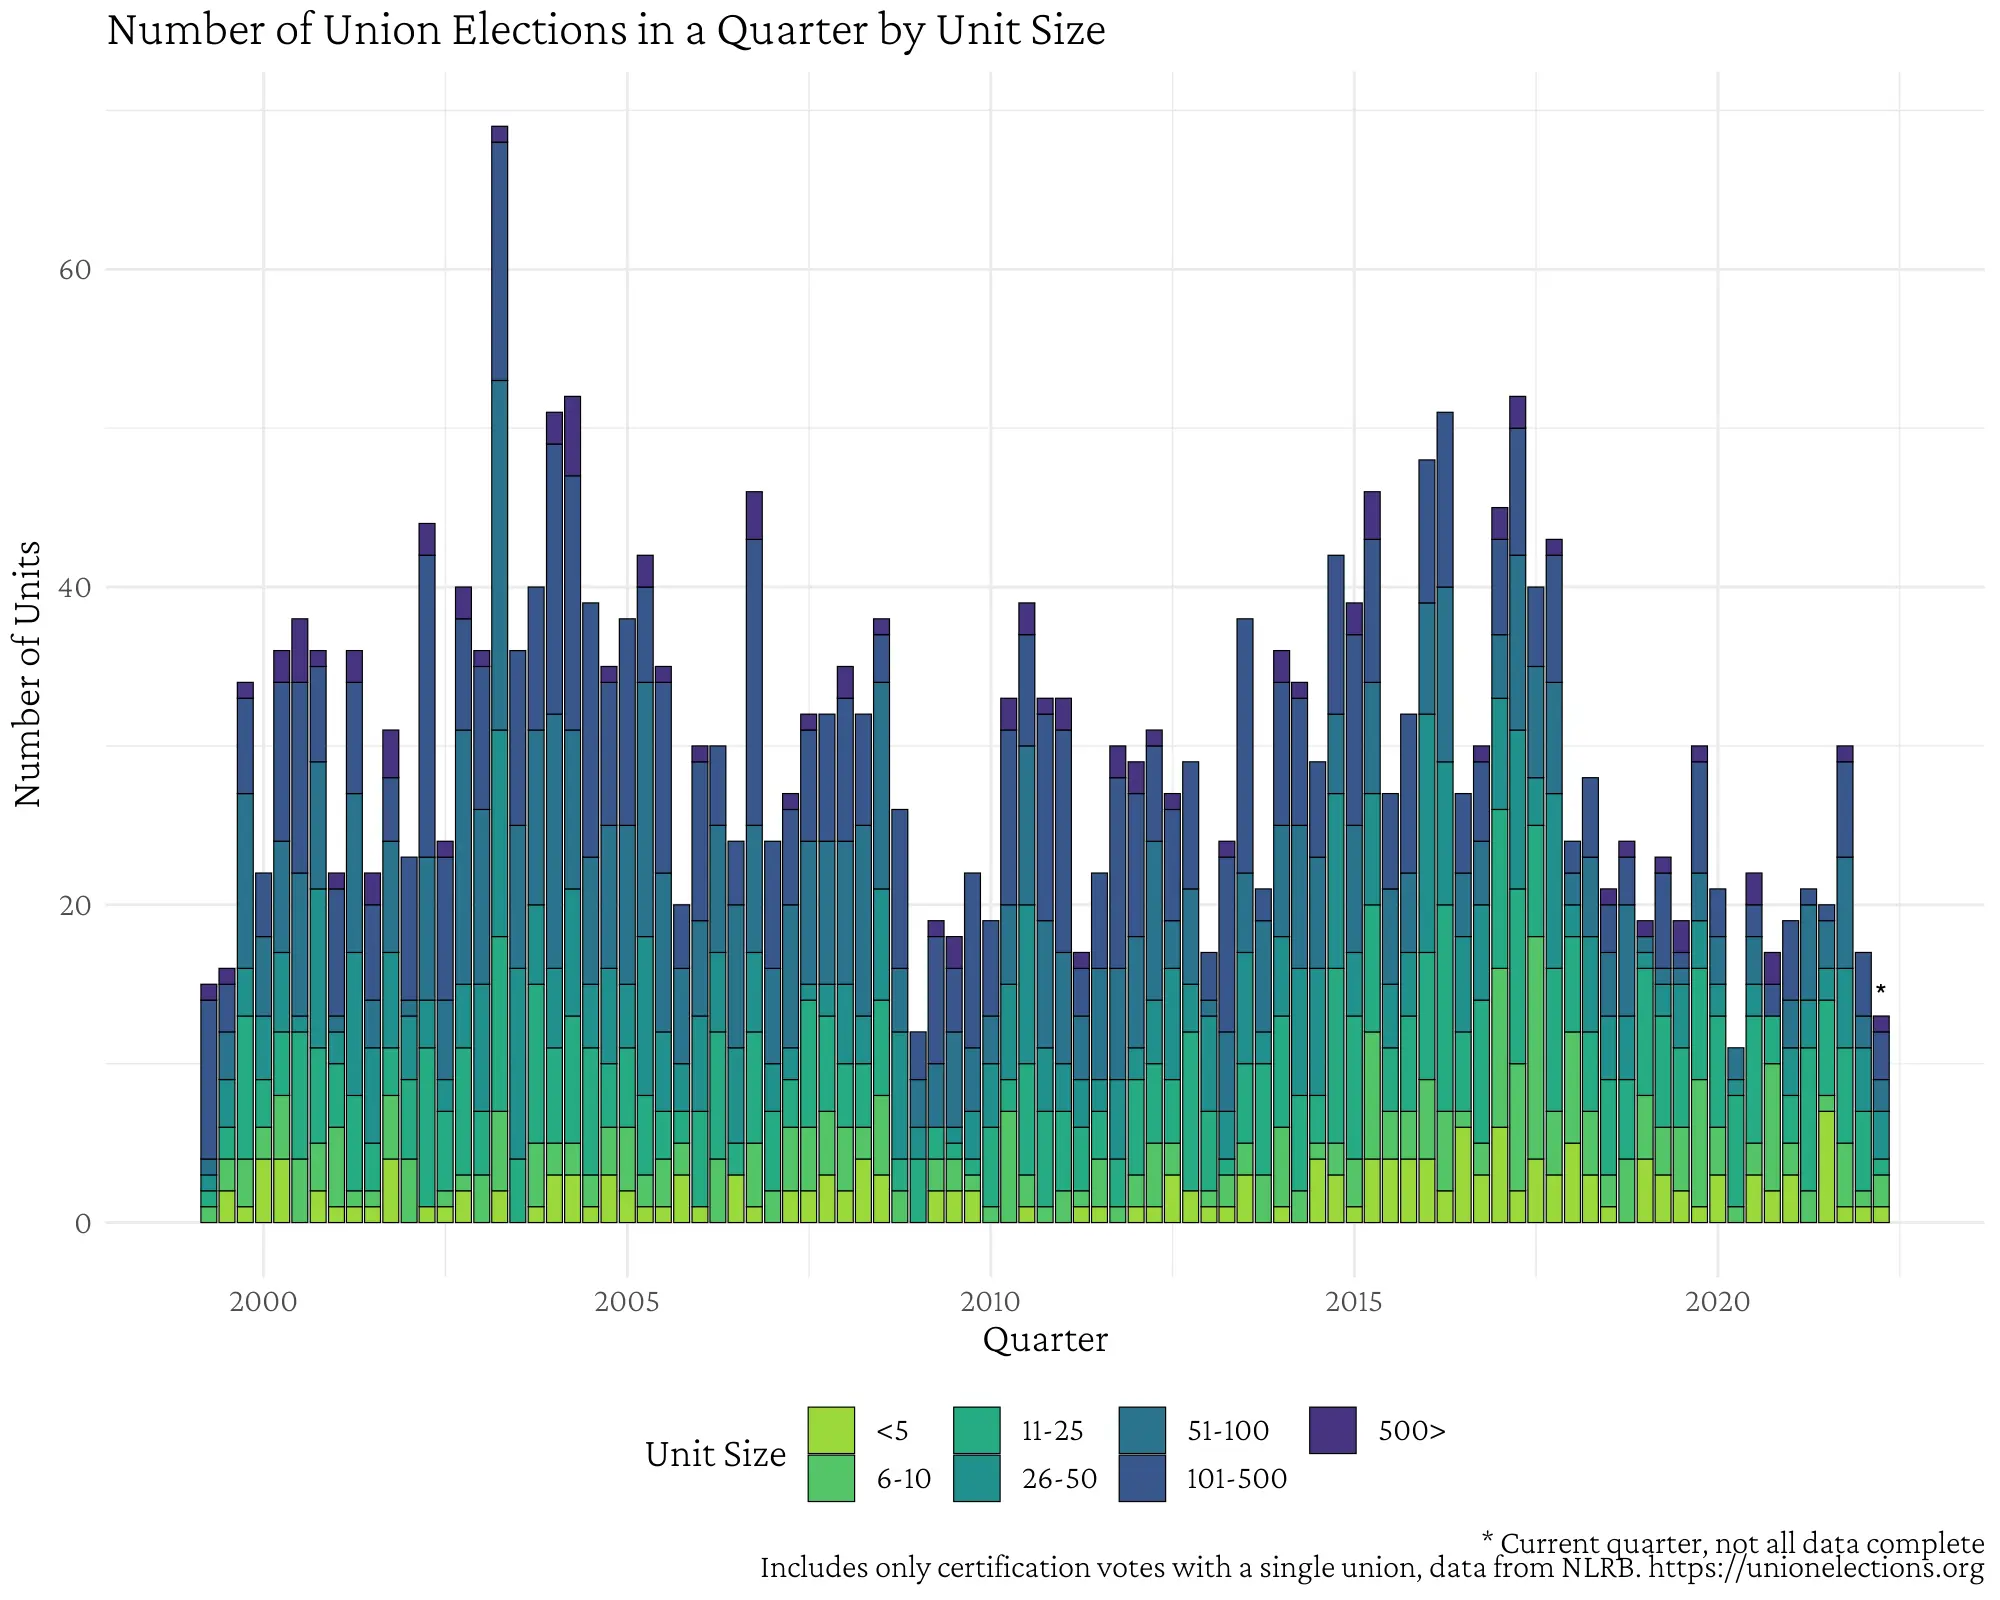 Number of Union Elections in a Quarter by Unit Size
Number of Units
60
40
20
0
2000 2005 2010 2015 2020
*
Quarter
Unit Size
<5 11-25 51-100 500>
6-10 26-50 101-500
* Current quarter, not all data complete
Includes only certification votes with a single union, data from NLRB. https://unionelections.org